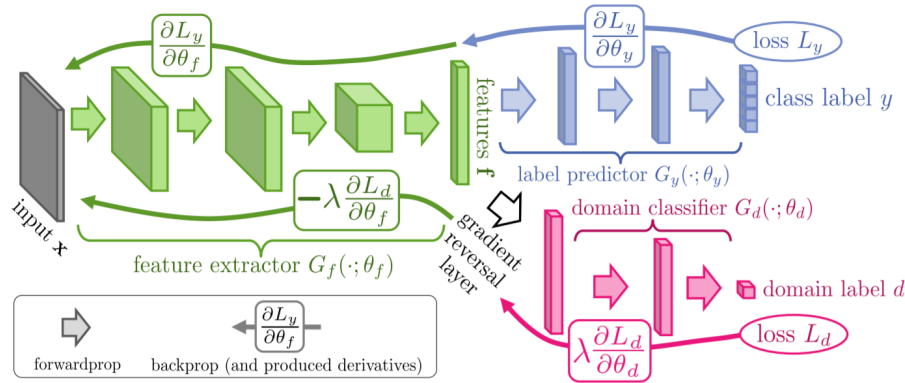 ∂L_y/∂θ_f
∂L_y/∂θ_y
loss L_y
features f
class label y
label predictor G_y(·;θ_y)
input x
−λ ∂L_d/∂θ_f
feature extractor G_f(·;θ_f)
gradient
reversal
layer
domain classifier G_d(·;θ_d)
domain label d
λ ∂L_d/∂θ_d
loss L_d
forwardprop
∂L_y/∂θ_f
backprop (and produced derivatives)